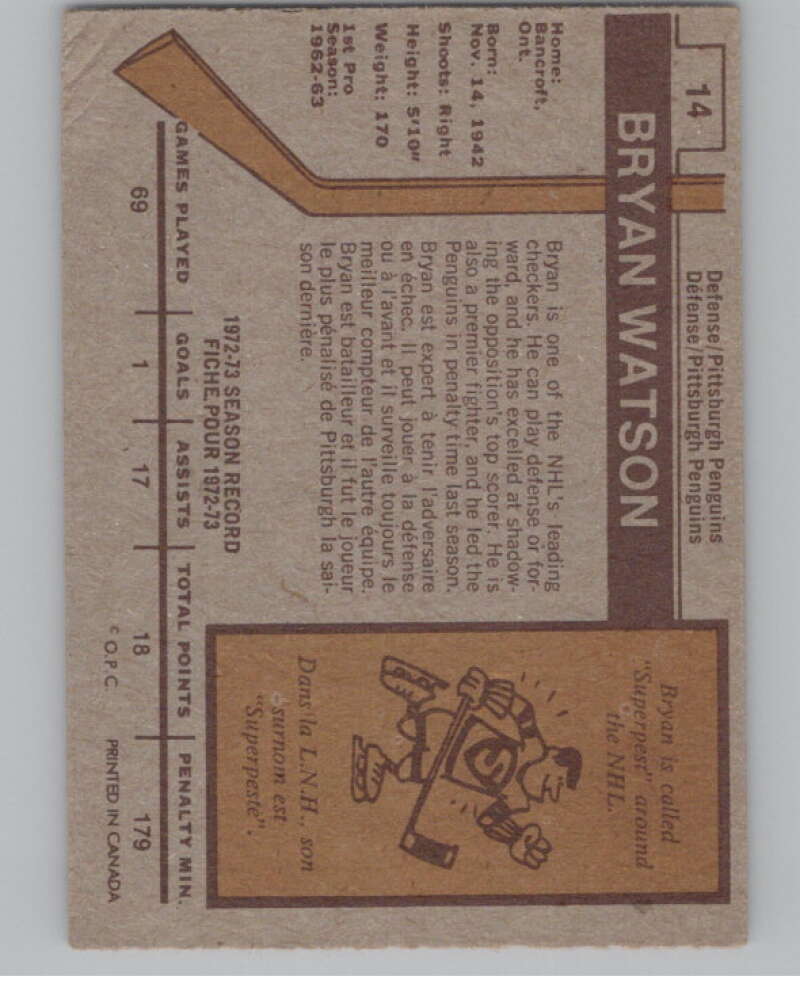 14
Defense/Pittsburgh Penguins
Défense/Pittsburgh Penguins
BRYAN WATSON
Home:
Bancroft,
Ont.
Born:
Nov. 14, 1942
Shoots: Right
Height: 5'10"
Weight: 170
1st Pro
Season:
1962-63
Bryan is one of the NHL's leading
checkers. He can play defense or for-
ward, and he has excelled at shadow-
ing the opposition's top scorer. He is
also a premier fighter, and he led the
Penguins in penalty time last season.
Bryan est expert à tenir l'adversaire
en échec. Il peut jouer à la défense
ou à l'avant et il surveille toujours le
meilleur compteur de l'autre équipe.
Bryan est batailleur et il fut le joueur
le plus pénalisé de Pittsburgh la sai-
son dernière.
Bryan is called
"Superpest" around
the NHL.
S
Dans la L.N.H., son
surnom est
"Superpeste".
1972-73 SEASON RECORD
FICHE POUR 1972-73
GAMES PLAYED GOALS ASSISTS TOTAL POINTS PENALTY MIN.
69 1 17 18 179
© O.P.C. PRINTED IN CANADA